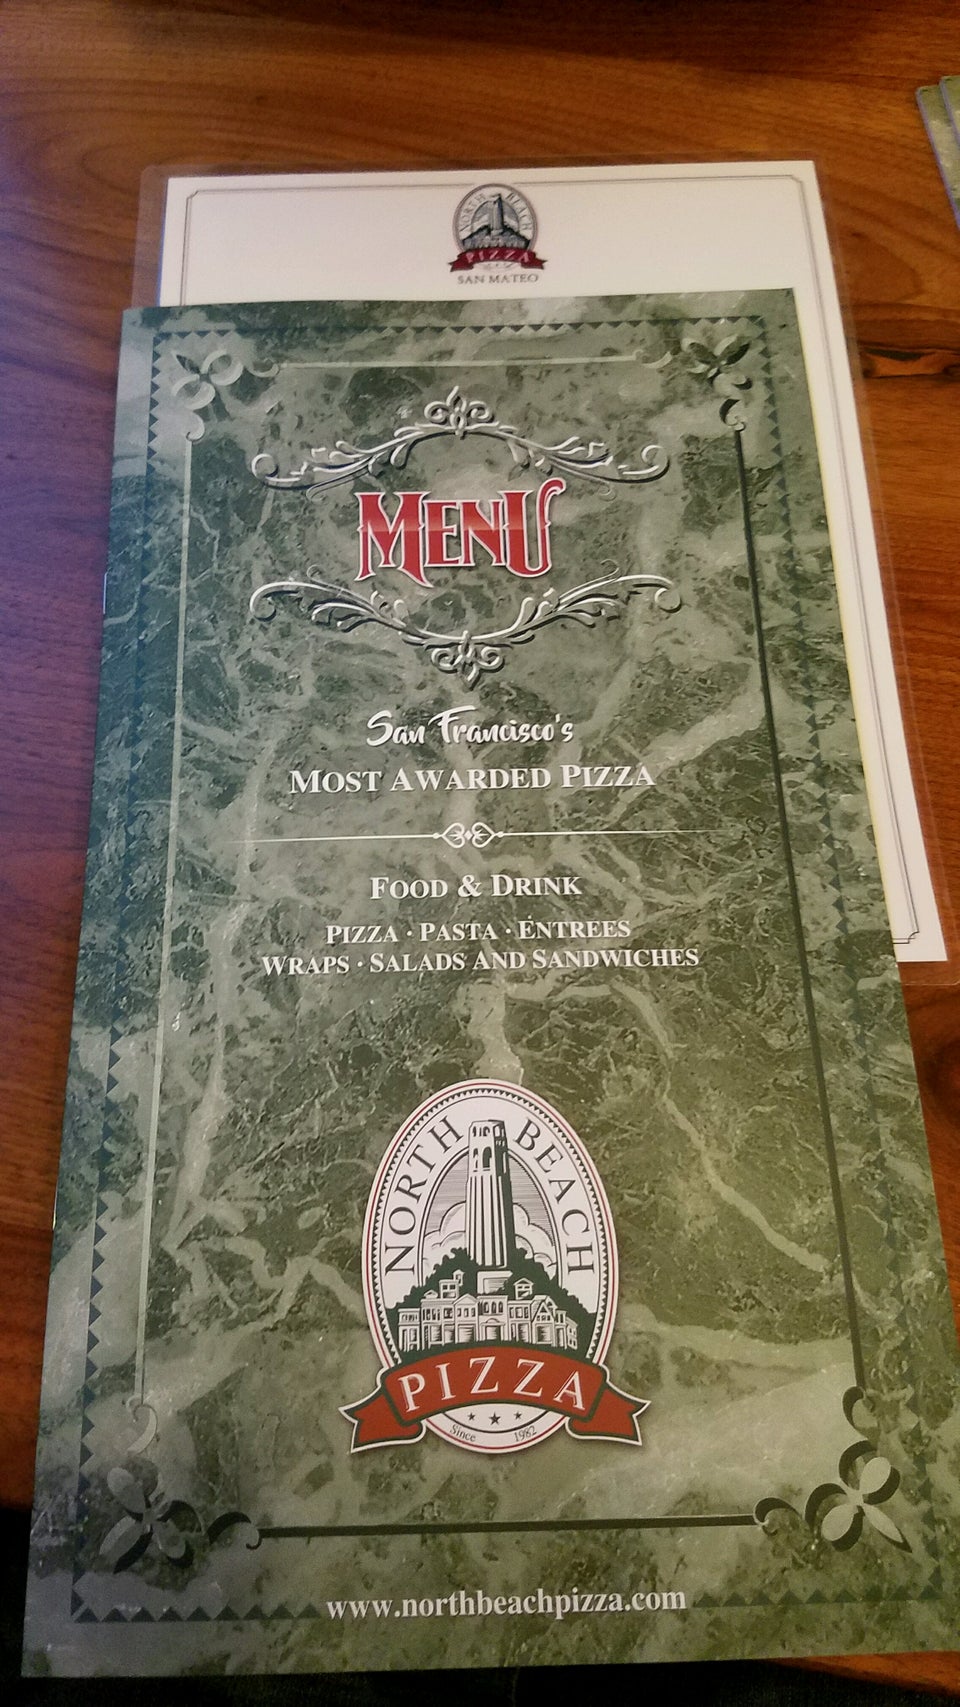 NORTH BEACH
PIZZA
SAN MATEO
MENU
San Francisco's
MOST AWARDED PIZZA
FOOD & DRINK
PIZZA · PASTA · ÉNTREES
WRAPS · SALADS AND SANDWICHES
NORTH BEACH
PIZZA
Since 1982
www.northbeachpizza.com